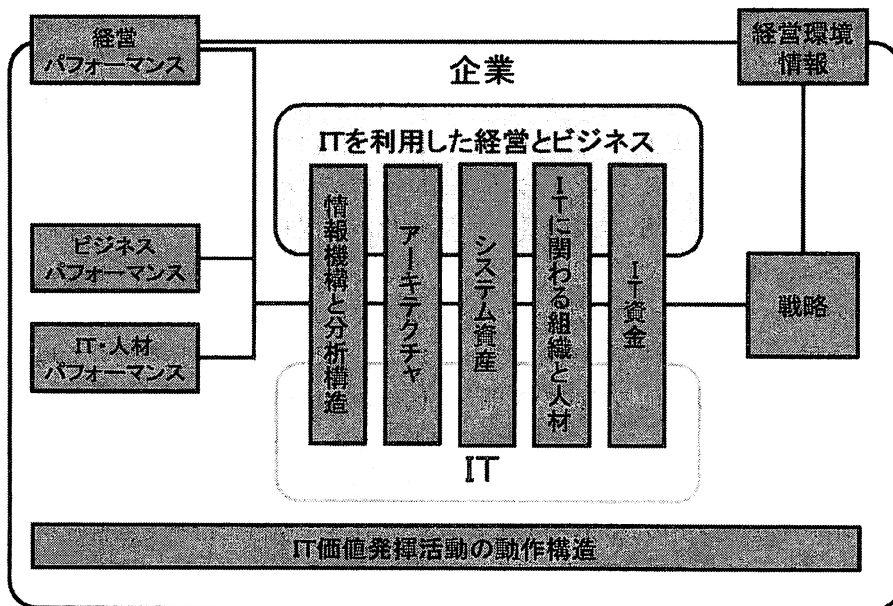 経営
パフォーマンス
経営環境
情報
企業
ITを利用した経営とビジネス
情報機構と分析構造
アーキテクチャ
システム資産
ITに関わる組織と人材
IT資金
ビジネス
パフォーマンス
IT・人材
パフォーマンス
戦略
IT
IT価値発揮活動の動作構造